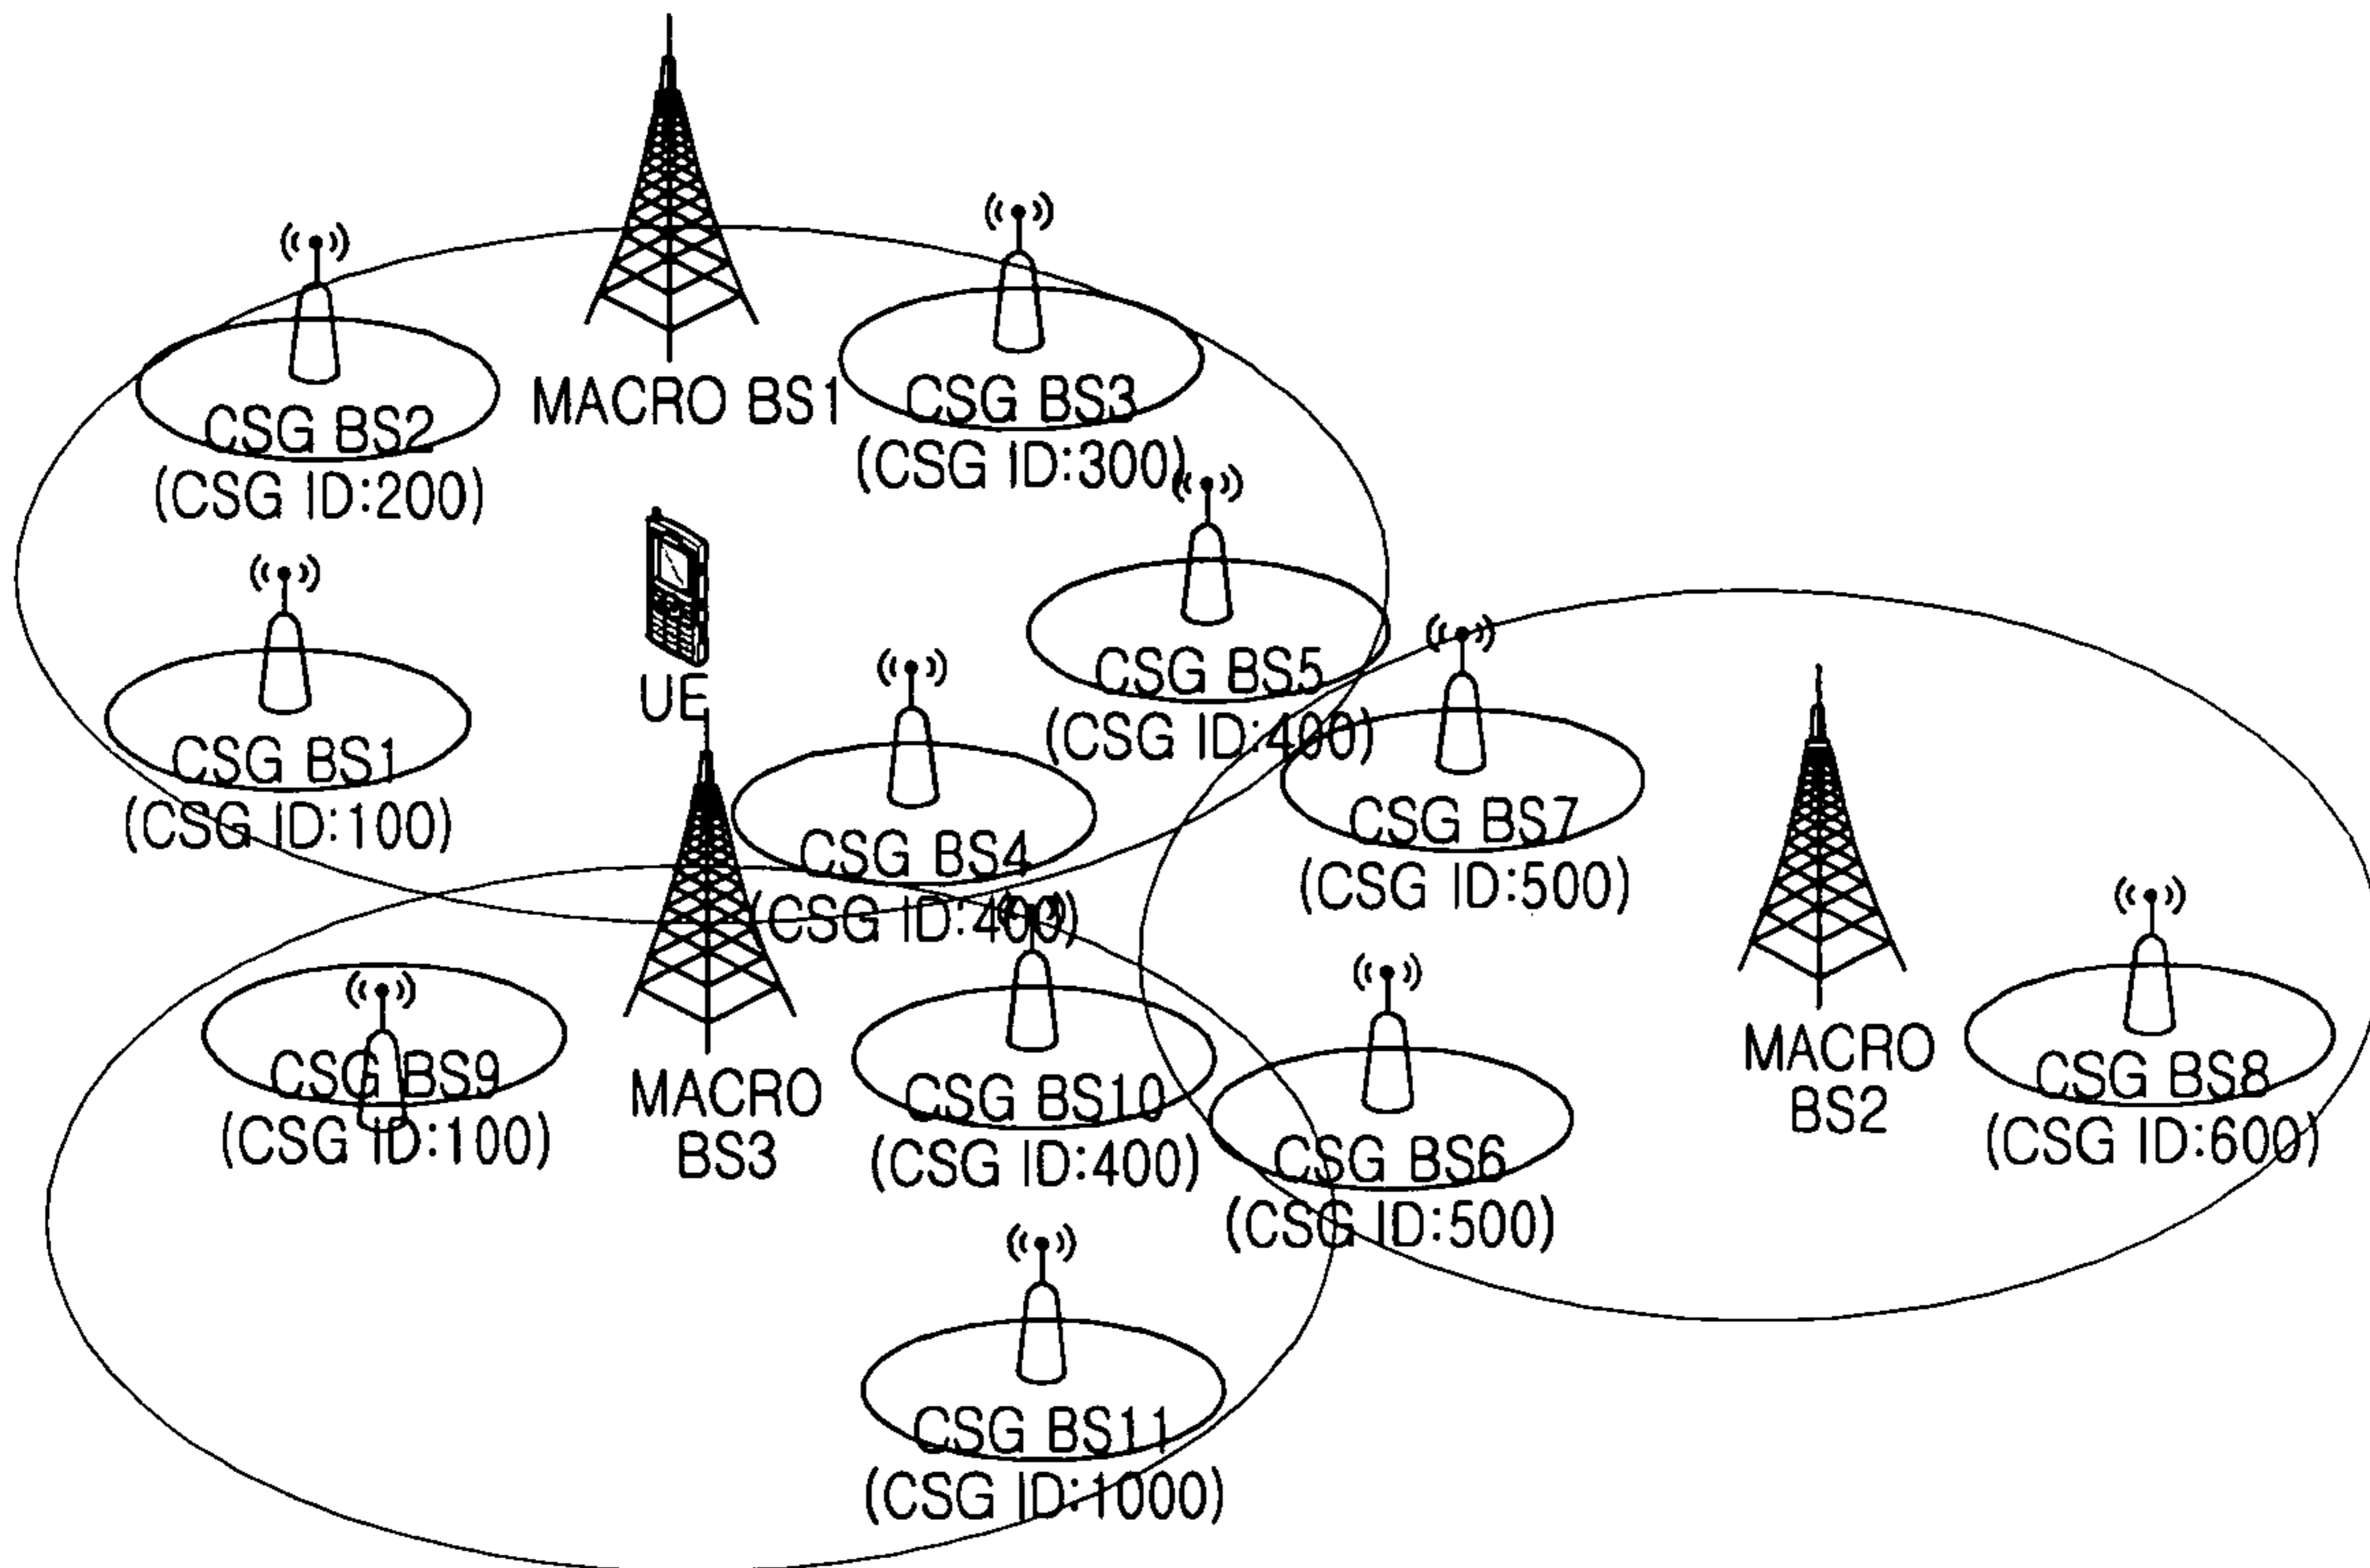 MACRO BS1
CSG BS2
(CSG ID:200)
CSG BS3
(CSG ID:300)
UE
CSG BS1
(CSG ID:100)
CSG BS5
(CSG ID:400)
CSG BS4
(CSG ID:400)
CSG BS7
(CSG ID:500)
CSG BS9
(CSG ID:100)
MACRO
BS3
CSG BS10
(CSG ID:400)
CSG BS6
(CSG ID:500)
MACRO
BS2
CSG BS8
(CSG ID:600)
CSG BS11
(CSG ID:1000)